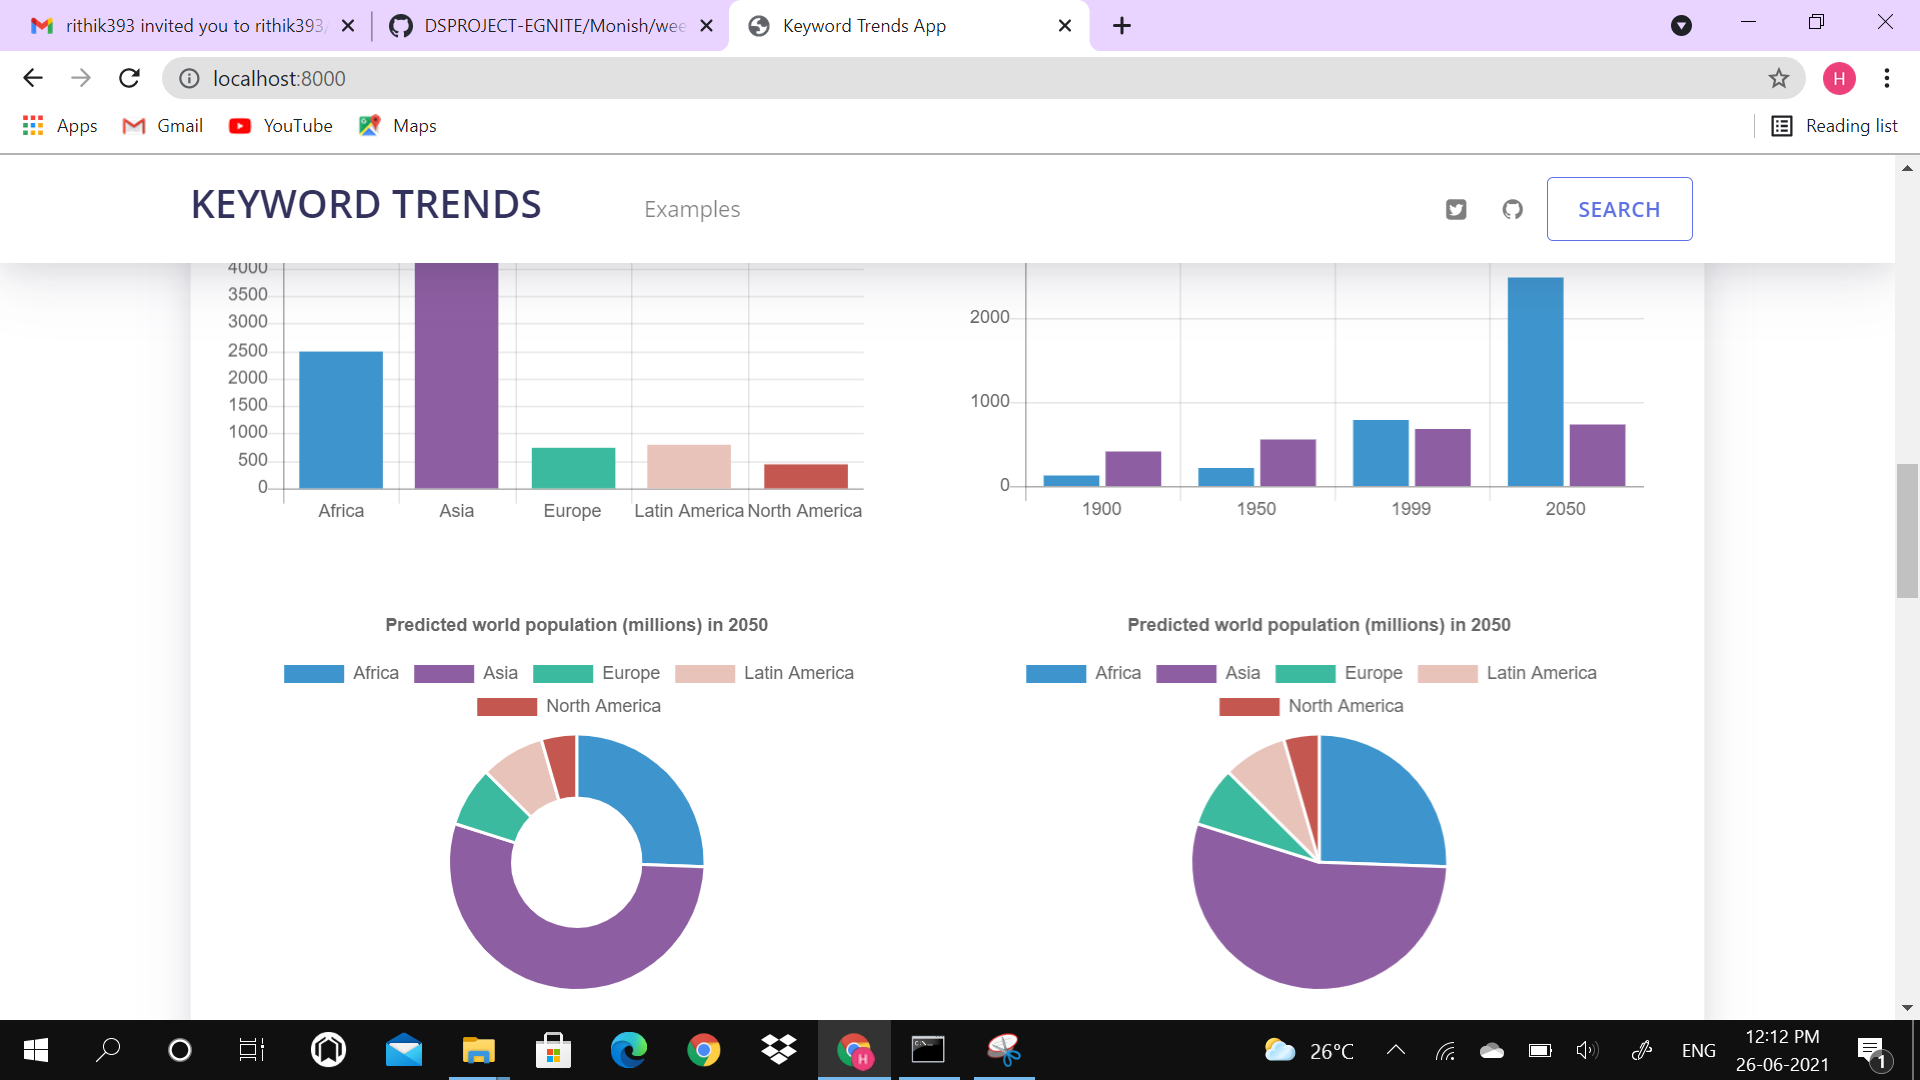 rithik393 invited you to rithik393/
DSPROJECT-EGNITE/Monish/wee
Keyword Trends App
localhost:8000
H
Apps
Gmail
YouTube
Maps
Reading list
KEYWORD TRENDS
Examples
SEARCH
4000
3500
3000
2500
2000
1500
1000
500
0
Africa
Asia
Europe
Latin America
North America
2000
1000
0
1900
1950
1999
2050
Predicted world population (millions) in 2050
Africa
Asia
Europe
Latin America
North America
Predicted world population (millions) in 2050
Africa
Asia
Europe
Latin America
North America
H
26°C
ENG
12:12 PM
26-06-2021
1